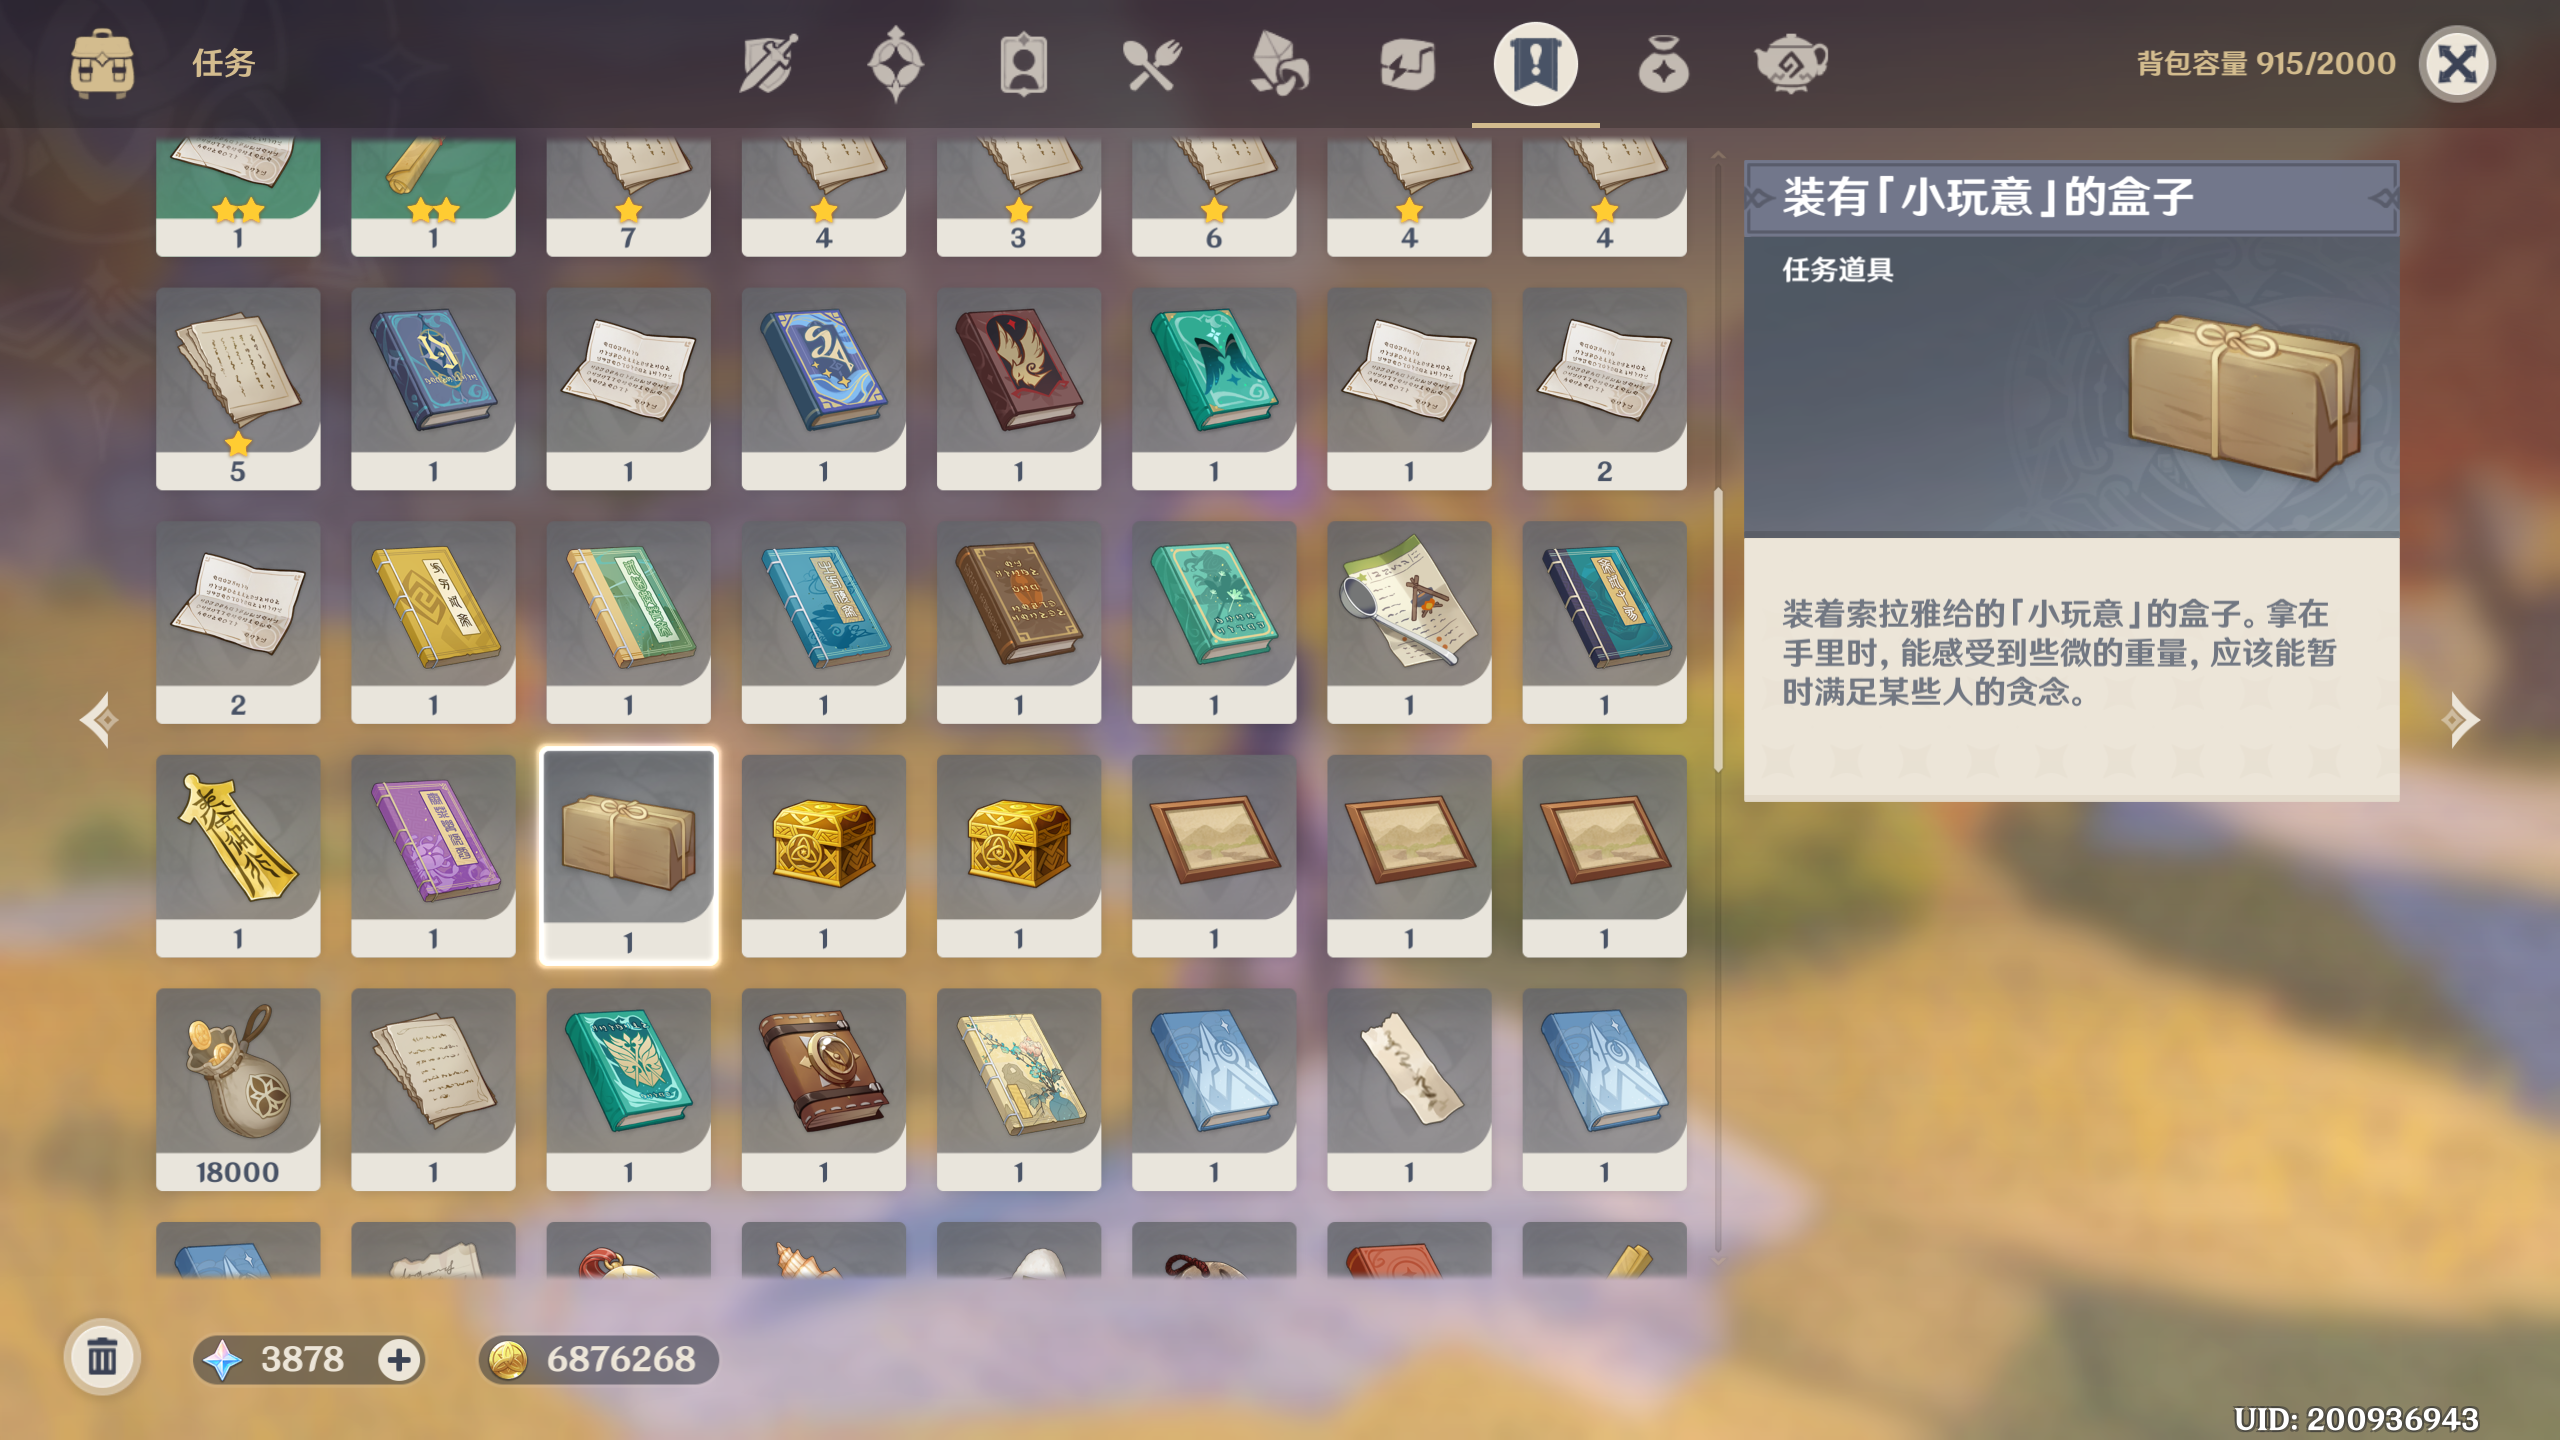 任务
背包容量 915/2000
1 1 7 4 3 6 4 4
5 1 1 1 1 1 1 2
2 1 1 1 1 1 1 1
1 1 1 1 1 1 1 1
18000 1 1 1 1 1 1 1
装有「小玩意」的盒子
任务道具
装着索拉雅给的「小玩意」的盒子。拿在
手里时，能感受到些微的重量，应该能暂
时满足某些人的贪念。
3878
6876268
UID: 200936943